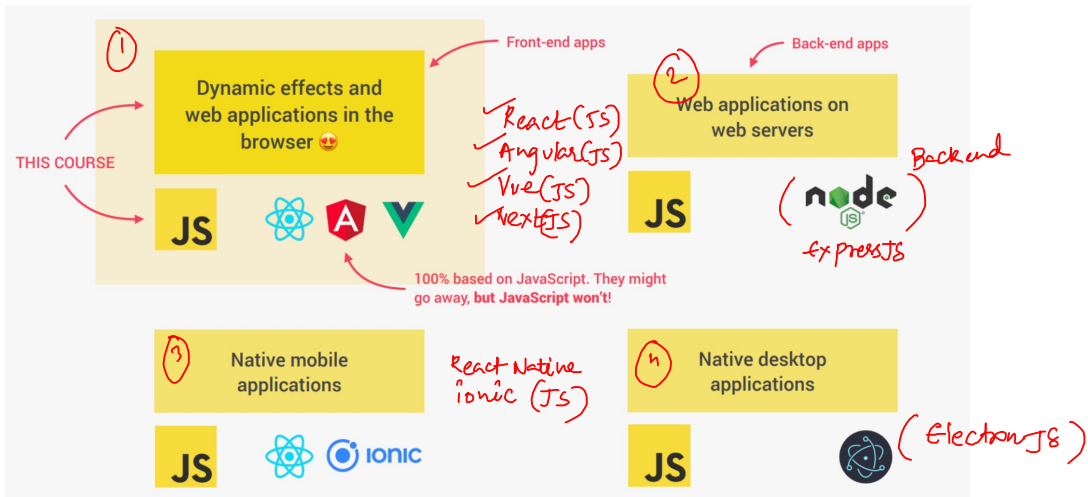 1
Front-end apps
Dynamic effects and
web applications in the
browser 😍
THIS COURSE
JS
100% based on JavaScript. They might
go away, but JavaScript won't!
React (JS)
Angular (JS)
Vue (JS)
Next (JS)
2
Back-end apps
Web applications on
web servers
JS
(node)
JS
Backend
ExpressJS
3
Native mobile
applications
JS
ionic
React Native
ionic (JS)
4
Native desktop
applications
JS
(ElectronJS)